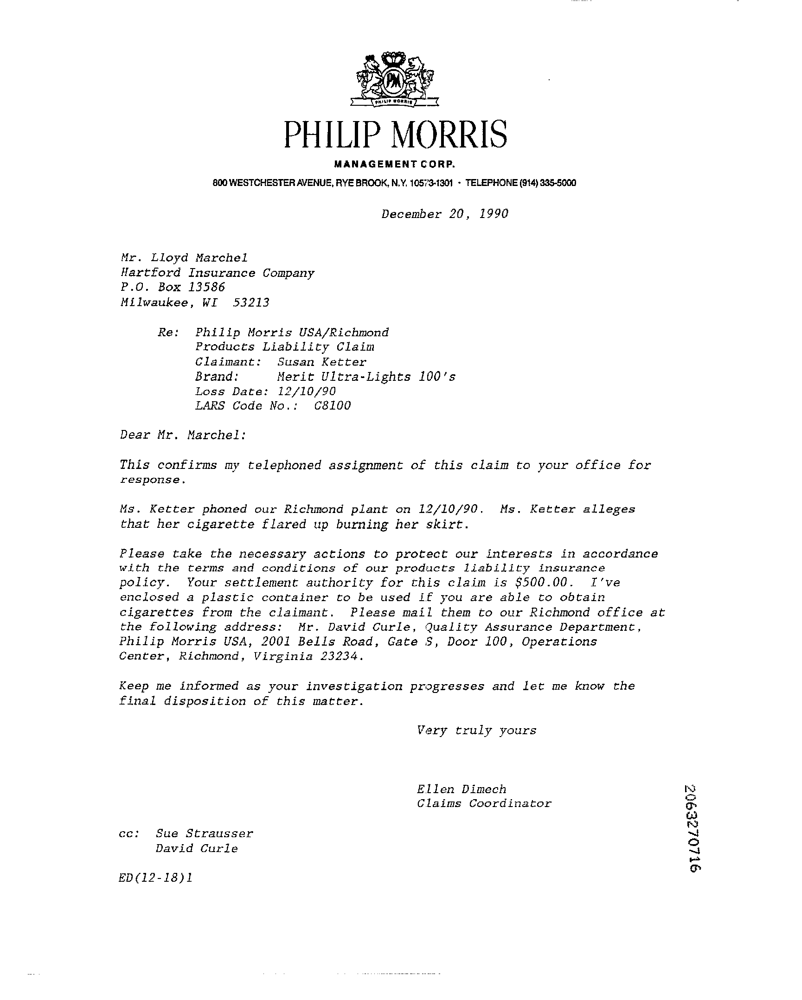 PM
PHILIP MORRIS
PHILIP MORRIS
MANAGEMENT CORP.
800 WESTCHESTER AVENUE, RYE BROOK, N.Y. 10573-1301 · TELEPHONE (914) 335-5000
December 20, 1990
Mr. Lloyd Marchel
Hartford Insurance Company
P.O. Box 13586
Milwaukee, WI 53213
Re: Philip Morris USA/Richmond
Products Liability Claim
Claimant: Susan Ketter
Brand: Merit Ultra-Lights 100's
Loss Date: 12/10/90
LARS Code No.: C8100
Dear Mr. Marchel:
This confirms my telephoned assignment of this claim to your office for
response.
Ms. Ketter phoned our Richmond plant on 12/10/90. Ms. Ketter alleges
that her cigarette flared up burning her skirt.
Please take the necessary actions to protect our interests in accordance
with the terms and conditions of our products liability insurance
policy. Your settlement authority for this claim is $500.00. I've
enclosed a plastic container to be used if you are able to obtain
cigarettes from the claimant. Please mail them to our Richmond office at
the following address: Mr. David Curle, Quality Assurance Department,
Philip Morris USA, 2001 Bells Road, Gate S, Door 100, Operations
Center, Richmond, Virginia 23234.
Keep me informed as your investigation progresses and let me know the
final disposition of this matter.
Very truly yours
Ellen Dimech
Claims Coordinator
cc: Sue Strausser
David Curle
ED(12-18)1
2063270716